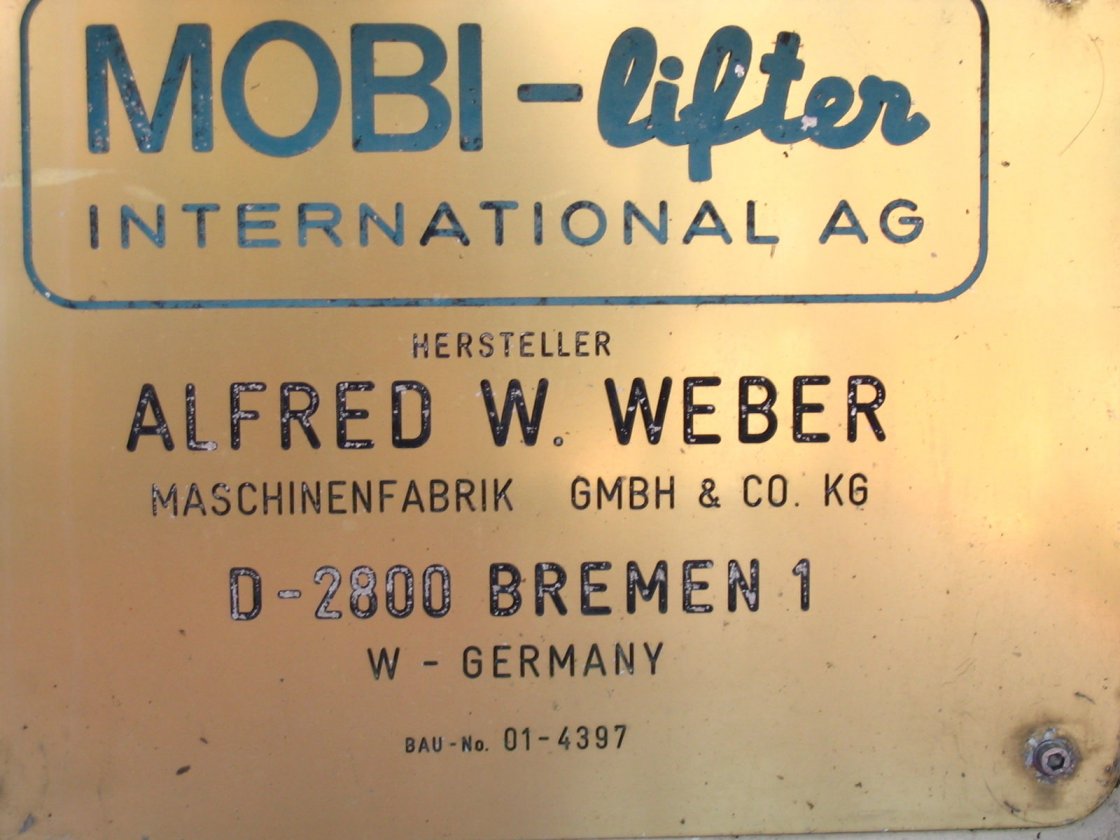 MOBI-lifter
INTERNATIONAL AG
HERSTELLER
ALFRED W. WEBER
MASCHINENFABRIK GMBH & CO. KG
D-2800 BREMEN 1
W - GERMANY
BAU-No. 01-4397